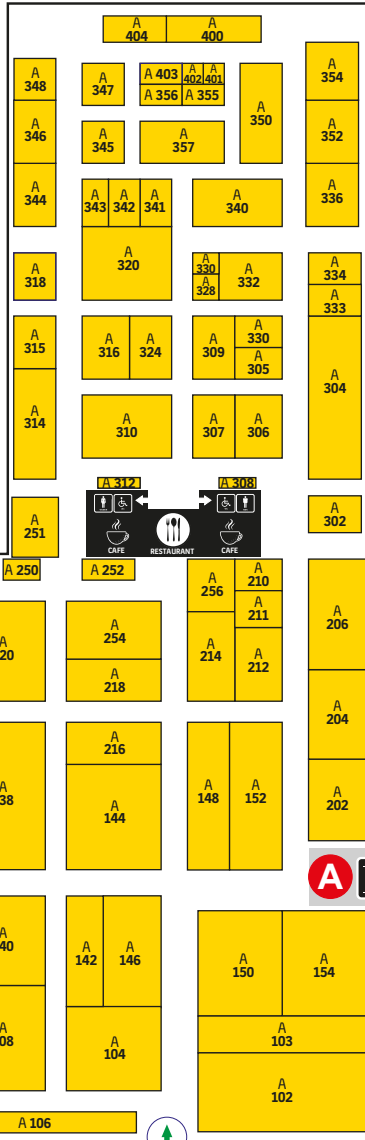 A
404
A
400
A
348
A
347
A 403
A
402
A
401
A
350
A
354
A 356
A 355
A
346
A
345
A
357
A
352
A
344
A
343
A
342
A
341
A
340
A
336
A
320
A
318
A
330
A
328
A
332
A
334
A
333
A
315
A
316
A
324
A
309
A
330
A
305
A
304
A
314
A
310
A
307
A
306
A 312
A 308
A
251
CAFE
RESTAURANT
CAFE
A
302
A 250
A 252
A
256
A
210
A
211
A
206
A
20
A
254
A
218
A
214
A
212
A
204
A
38
A
216
A
144
A
148
A
152
A
202
A
A
40
A
142
A
146
A
150
A
154
A
08
A
104
A
103
A
102
A 106